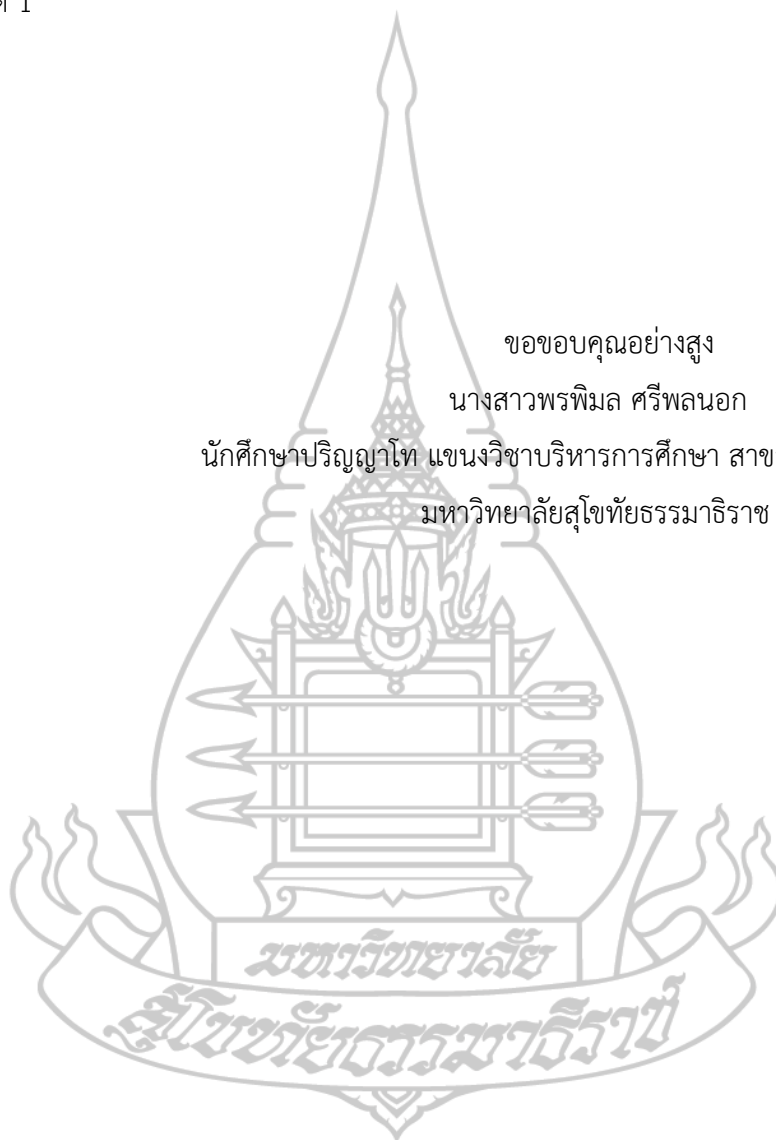 1
ขอขอบคุณอย่างสูง
นางสาวพรพิมล ศรีพลนอก
นักศึกษาปริญญาโท แขนงวิชาบริหารการศึกษา สาข
มหาวิทยาลัยสุโขทัยธรรมาธิราช
มหาวิทยาลัย
สุโขทัยธรรมาธิราช